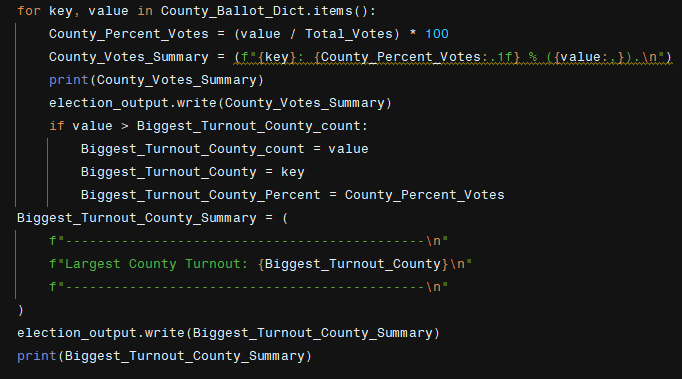 for key, value in County_Ballot_Dict.items():
    County_Percent_Votes = (value / Total_Votes) * 100
    County_Votes_Summary = (f"{key}: {County_Percent_Votes:.1f} % ({value:,}).\n")
    print(County_Votes_Summary)
    election_output.write(County_Votes_Summary)
    if value > Biggest_Turnout_County_count:
        Biggest_Turnout_County_count = value
        Biggest_Turnout_County = key
        Biggest_Turnout_County_Percent = County_Percent_Votes
Biggest_Turnout_County_Summary = (
    f"---------------------------------------------\n"
    f"Largest County Turnout: {Biggest_Turnout_County}\n"
    f"---------------------------------------------\n"
)
election_output.write(Biggest_Turnout_County_Summary)
print(Biggest_Turnout_County_Summary)